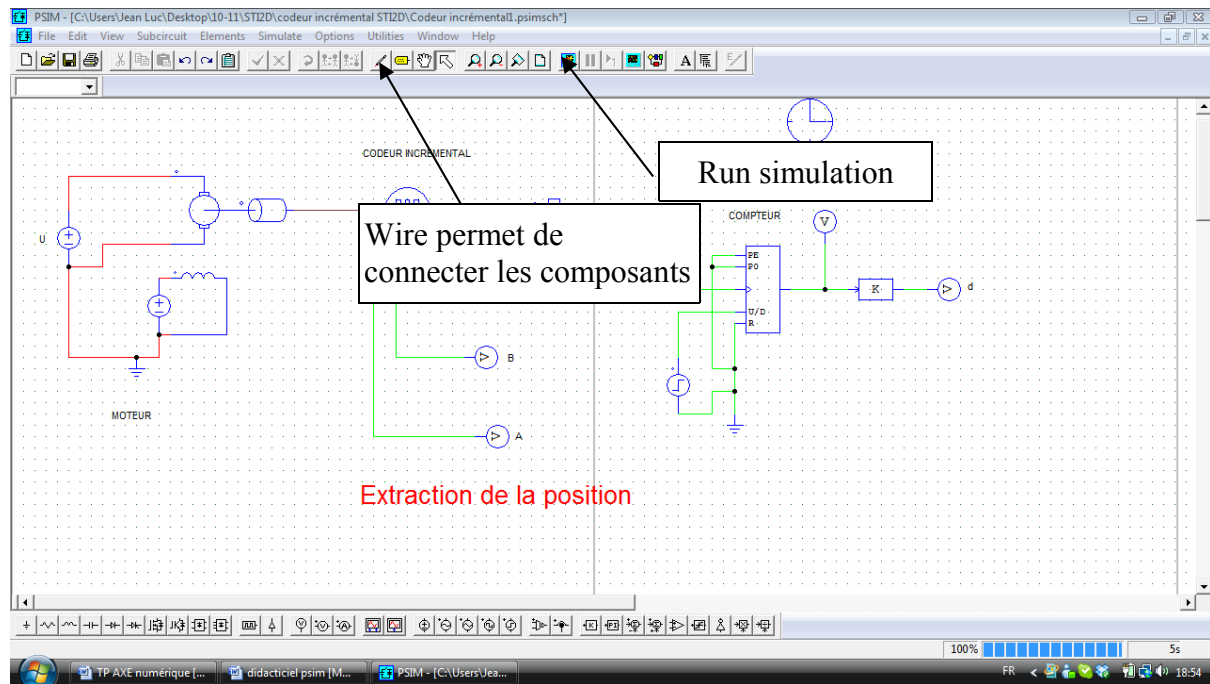 PSIM - [C:\Users\Jean Luc\Desktop\10-11\STI2D\codeur incrémental STI2D\Codeur incrémental1.psimsch*]
File Edit View Subcircuit Elements Simulate Options Utilities Window Help
CODEUR INCREMENTAL
Run simulation
Wire permet de
connecter les composants
COMPTEUR
V
U
PE
P0
K
d
U/D
R
B
MOTEUR
A
Extraction de la position
100%
5s
TP AXE numérique [...
didacticiel psim [M...
PSIM - [C:\Users\Jea...
FR
18:54